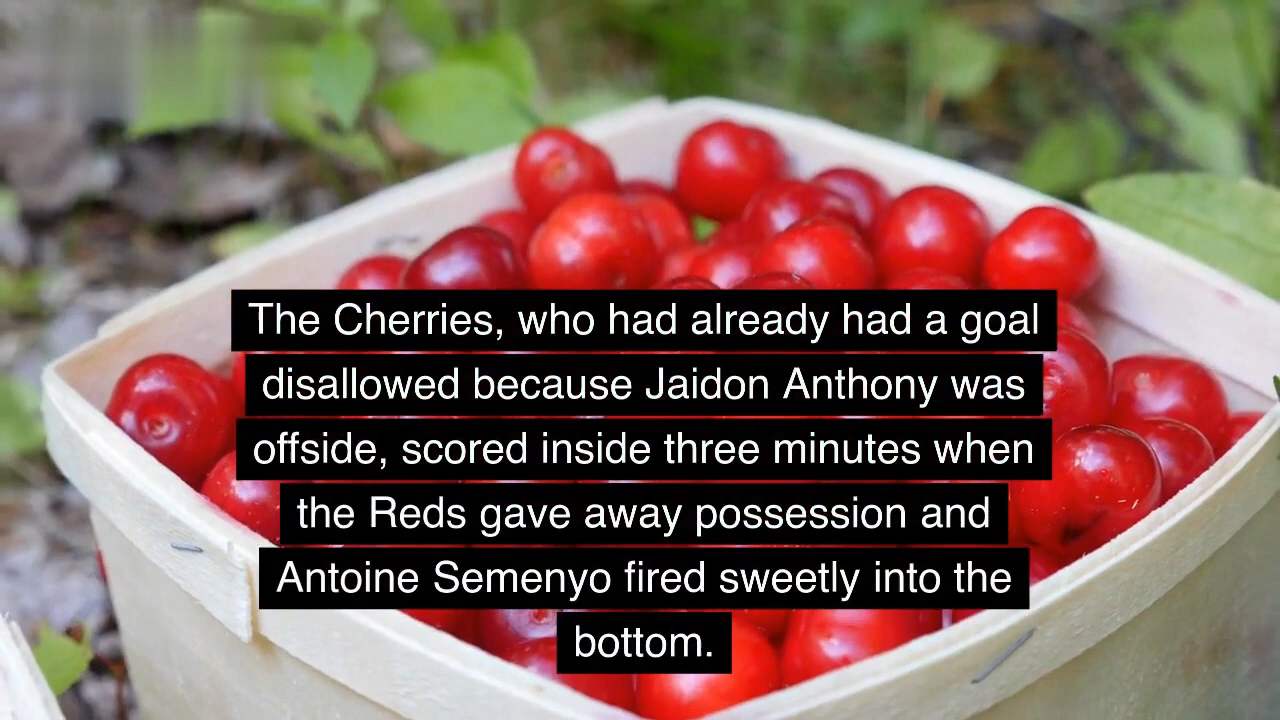 The Cherries, who had already had a goal
disallowed because Jaidon Anthony was
offside, scored inside three minutes when
the Reds gave away possession and
Antoine Semenyo fired sweetly into the
bottom.